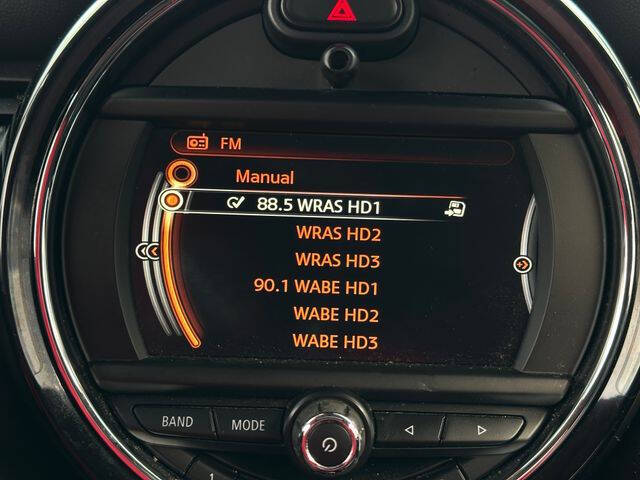 FM
Manual
88.5 WRAS HD1
WRAS HD2
WRAS HD3
90.1 WABE HD1
WABE HD2
WABE HD3
BAND MODE
1